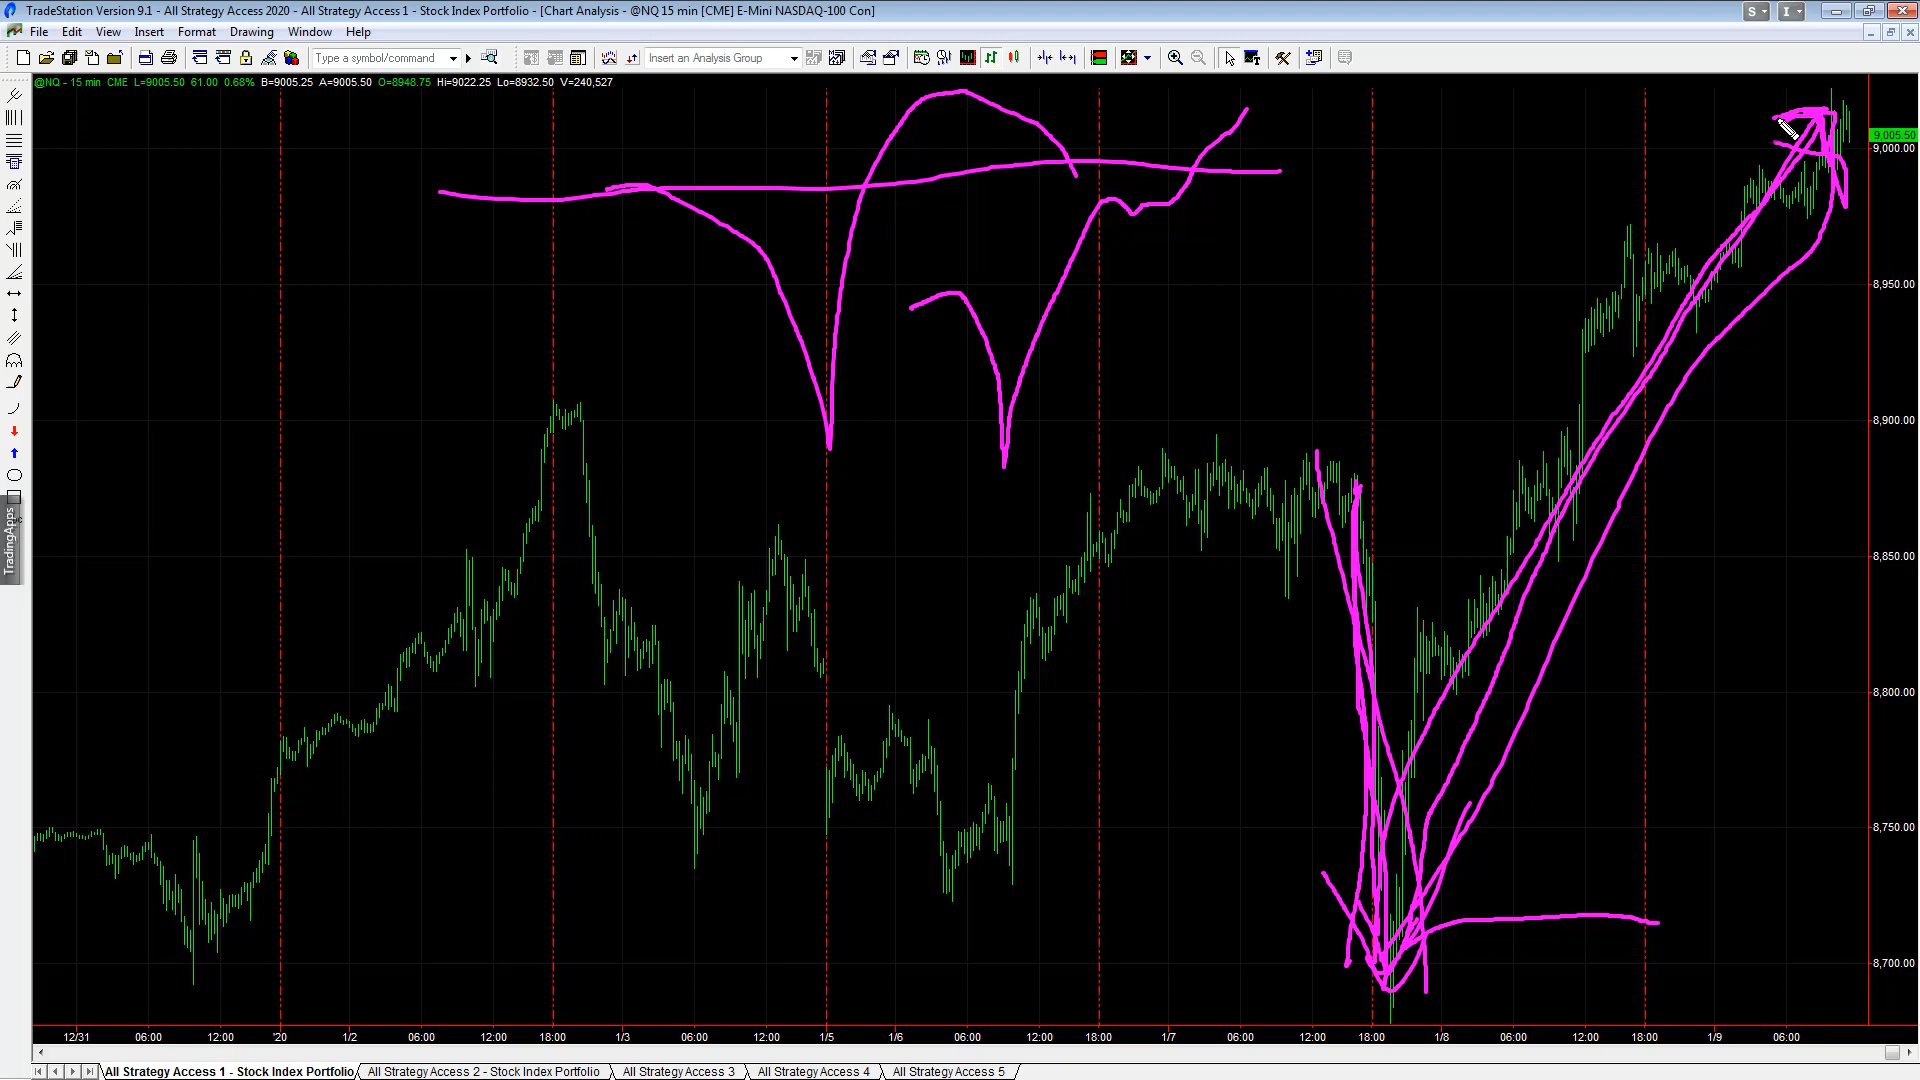 TradeStation Version 9.1 - All Strategy Access 2020 - All Strategy Access 1 - Stock Index Portfolio - [Chart Analysis - @NQ 15 min [CME] E-Mini NASDAQ-100 Con]
S
I
File Edit View Insert Format Drawing Window Help
Type a symbol/command
Insert an Analysis Group
@NQ - 15 min CME L=9005.50 61.00 0.68% B=9005.25 A=9005.50 O=8948.75 Hi=9022.25 Lo=8932.50 V=240,527
9,005.50
9,000.00
8,950.00
8,900.00
8,850.00
8,800.00
8,750.00
8,700.00
TradingApps
12/31 06:00 12:00 '20 1/2 06:00 12:00 18:00 1/3 06:00 12:00 1/5 1/6 06:00 18:00 1/7 06:00 12:00 18:00 1/8 06:00 12:00 18:00 1/9 06:00
All Strategy Access 1 - Stock Index Portfolio All Strategy Access 2 - Stock Index Portfolio All Strategy Access 3 All Strategy Access 4 All Strategy Access 5